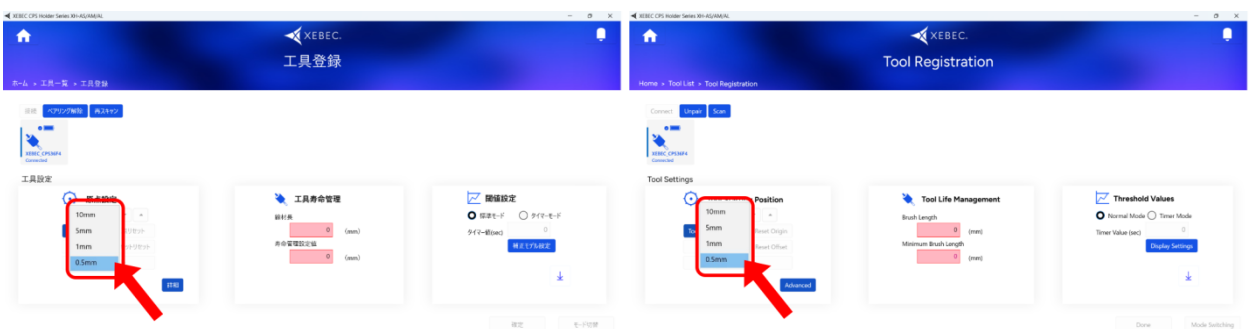 XEBEC CPS Holder Series XH-AS/AM/AL
XEBEC.
工具登録
ホーム > 工具一覧 > 工具登録
接続 ペアリング解除 再スキャン
XEBEC_CPS36F4
Connected
工具設定
原点設定
10mm
5mm
1mm
0.5mm
詳細
工具寿命管理
線材長
0 (mm)
寿命管理設定値
0 (mm)
閾値設定
標準モード タイマーモード
タイマー値(sec) 0
補正モデル設定
確定 モード切替
XEBEC CPS Holder Series XH-AS/AM/AL
XEBEC.
Tool Registration
Home > Tool List > Tool Registration
Connect Unpair Scan
XEBEC_CPS36F4
Connected
Tool Settings
Position
10mm
5mm
1mm
0.5mm
Reset Origin
Reset Offset
Advanced
Tool Life Management
Brush Length
0 (mm)
Minimum Brush Length
0 (mm)
Threshold Values
Normal Mode Timer Mode
Timer Value (sec) 0
Display Settings
Done Mode Switching